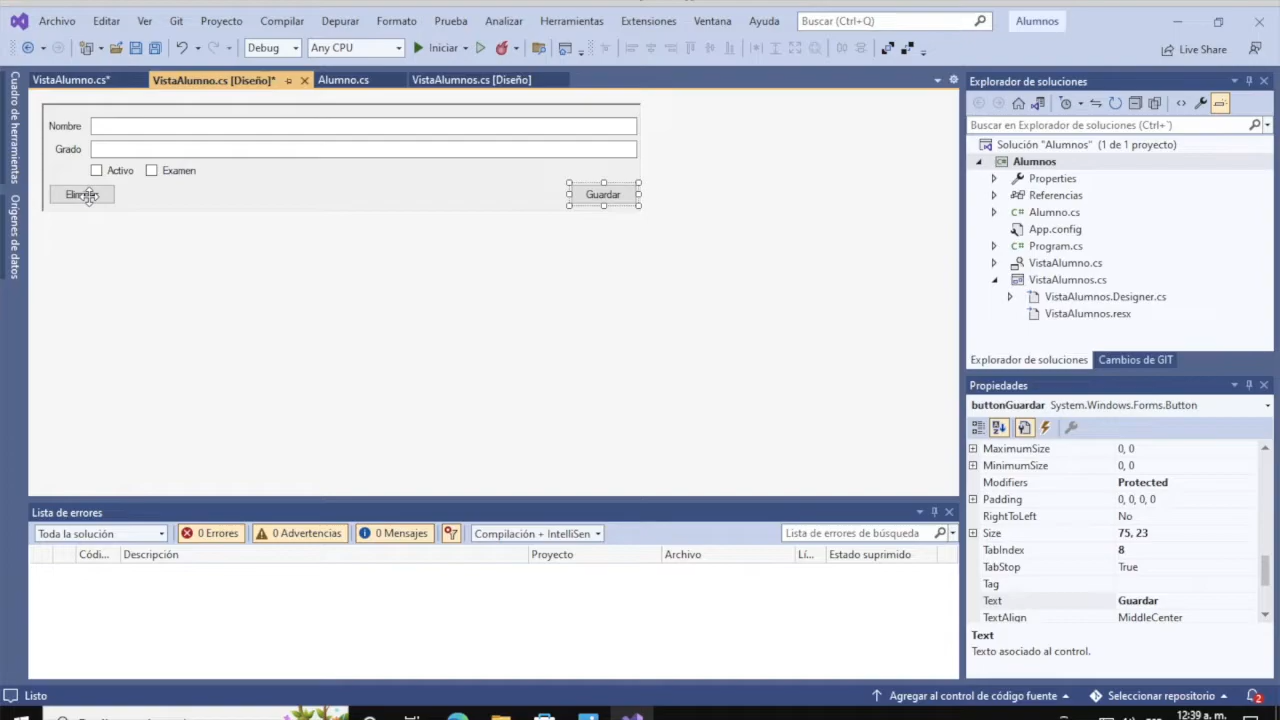 Archivo Editar Ver Git Proyecto Compilar Depurar Formato Prueba Analizar Herramientas Extensiones Ventana Ayuda Buscar (Ctrl+Q) Alumnos
Debug Any CPU Iniciar Live Share
VistaAlumno.cs* VistaAlumno.cs [Diseño]* Alumno.cs VistaAlumnos.cs [Diseño]
Cuadro de herramientas
Orígenes de datos
Nombre
Grado
Activo Examen
Guardar
Explorador de soluciones
Buscar en Explorador de soluciones (Ctrl+´)
Solución "Alumnos" (1 de 1 proyecto)
Alumnos
Properties
Referencias
Alumno.cs
App.config
Program.cs
VistaAlumno.cs
VistaAlumnos.cs
VistaAlumnos.Designer.cs
VistaAlumnos.resx
Explorador de soluciones Cambios de GIT
Propiedades
buttonGuardar System.Windows.Forms.Button
MaximumSize 0, 0
MinimumSize 0, 0
Modifiers Protected
Padding 0, 0, 0, 0
RightToLeft No
Size 75, 23
TabIndex 8
TabStop True
Tag
Text Guardar
TextAlign MiddleCenter
Text
Texto asociado al control.
Lista de errores
Toda la solución 0 Errores 0 Advertencias 0 Mensajes Compilación + IntelliSen Lista de errores de búsqueda
Códi... Descripción Proyecto Archivo Lí... Estado suprimido
Listo Agregar al control de código fuente Seleccionar repositorio 2
12:39 a. m.